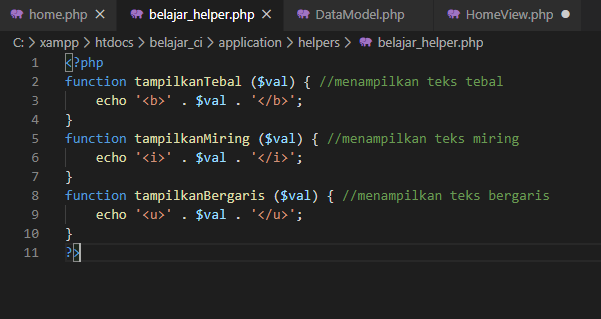 home.php belajar_helper.php DataModel.php HomeView.php
C: > xampp > htdocs > belajar_ci > application > helpers > belajar_helper.php
1 <?php
2 function tampilkanTebal ($val) { //menampilkan teks tebal
3 echo '<b>' . $val . '</b>';
4 }
5 function tampilkanMiring ($val) { //menampilkan teks miring
6 echo '<i>' . $val . '</i>';
7 }
8 function tampilkanBergaris ($val) { //menampilkan teks bergaris
9 echo '<u>' . $val . '</u>';
10 }
11 ?>